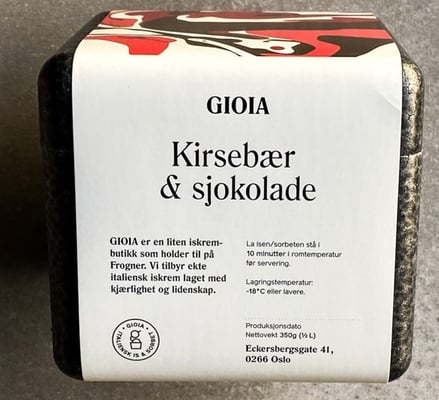 GIOIA
Kirsebær
& sjokolade
GIOIA er en liten iskrem-
butikk som holder til på
Frogner. Vi tilbyr ekte
italiensk iskrem laget med
kjærlighet og lidenskap.
La isen/sorbeten stå i
10 minutter i romtemperatur
før servering.
Lagringstemperatur:
-18°C eller lavere.
Produksjonsdato
Nettovekt 350g (½ L)
Eckersbergsgate 41,
0266 Oslo
• GIOIA •
ITALIENSK IS & SORBET